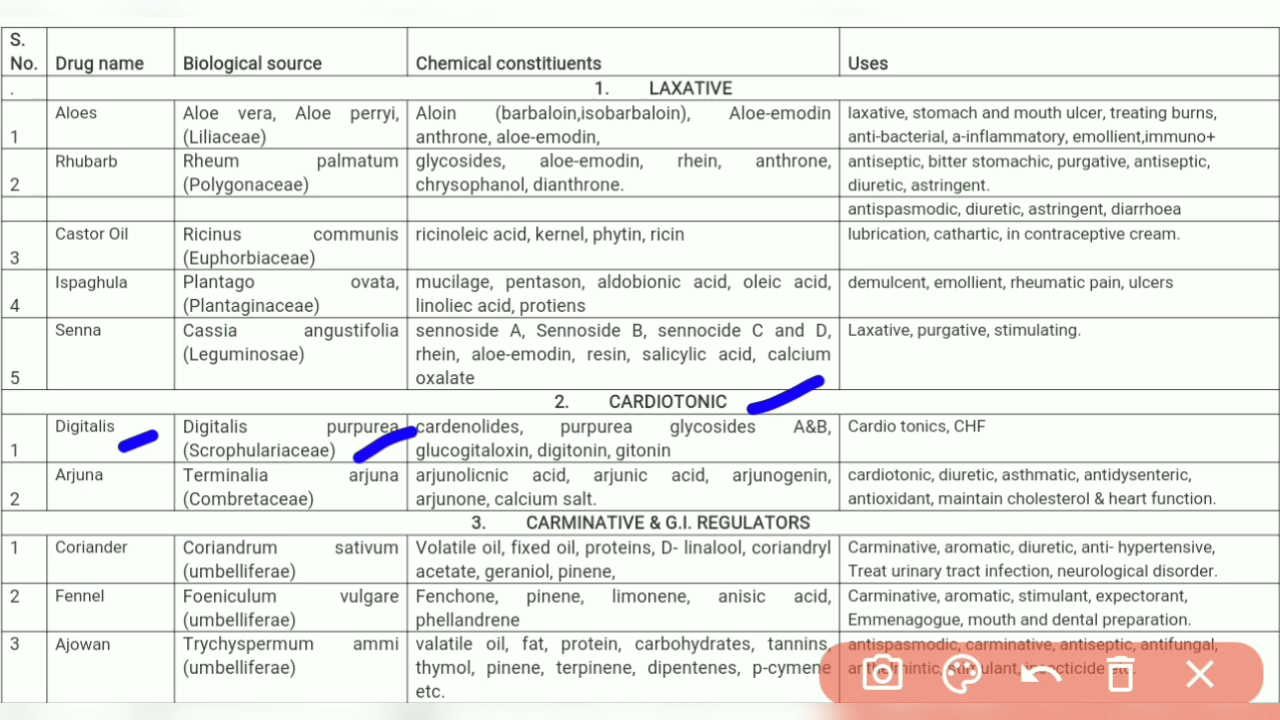 S.
No. Drug name Biological source Chemical constitiuents Uses
. 1. LAXATIVE
Aloes Aloe vera, Aloe perryi, Aloin (barbaloin,isobarbaloin), Aloe-emodin laxative, stomach and mouth ulcer, treating burns,
1 (Liliaceae) anthrone, aloe-emodin, anti-bacterial, a-inflammatory, emollient,immuno+
Rhubarb Rheum palmatum glycosides, aloe-emodin, rhein, anthrone, antiseptic, bitter stomachic, purgative, antiseptic,
2 (Polygonaceae) chrysophanol, dianthrone. diuretic, astringent.
antispasmodic, diuretic, astringent, diarrhoea
Castor Oil Ricinus communis ricinoleic acid, kernel, phytin, ricin lubrication, cathartic, in contraceptive cream.
3 (Euphorbiaceae)
Ispaghula Plantago ovata, mucilage, pentason, aldobionic acid, oleic acid, demulcent, emollient, rheumatic pain, ulcers
4 (Plantaginaceae) linoliec acid, protiens
Senna Cassia angustifolia sennoside A, Sennoside B, sennocide C and D, Laxative, purgative, stimulating.
(Leguminosae) rhein, aloe-emodin, resin, salicylic acid, calcium
5 oxalate
2. CARDIOTONIC
Digitalis Digitalis purpurea cardenolides, purpurea glycosides A&B, Cardio tonics, CHF
1 (Scrophulariaceae) glucogitaloxin, digitonin, gitonin
Arjuna Terminalia arjuna arjunolicnic acid, arjunic acid, arjunogenin, cardiotonic, diuretic, asthmatic, antidysenteric,
2 (Combretaceae) arjunone, calcium salt. antioxidant, maintain cholesterol & heart function.
3. CARMINATIVE & G.I. REGULATORS
1 Coriander Coriandrum sativum Volatile oil, fixed oil, proteins, D- linalool, coriandryl Carminative, aromatic, diuretic, anti- hypertensive,
(umbelliferae) acetate, geraniol, pinene, Treat urinary tract infection, neurological disorder.
2 Fennel Foeniculum vulgare Fenchone, pinene, limonene, anisic acid, Carminative, aromatic, stimulant, expectorant,
(umbelliferae) phellandrene Emmenagogue, mouth and dental preparation.
3 Ajowan Trychyspermum ammi valatile oil, fat, protein, carbohydrates, tannins, antispasmodic, carminative, antiseptic, antifungal,
(umbelliferae) thymol, pinene, terpinene, dipentenes, p-cymene
etc.